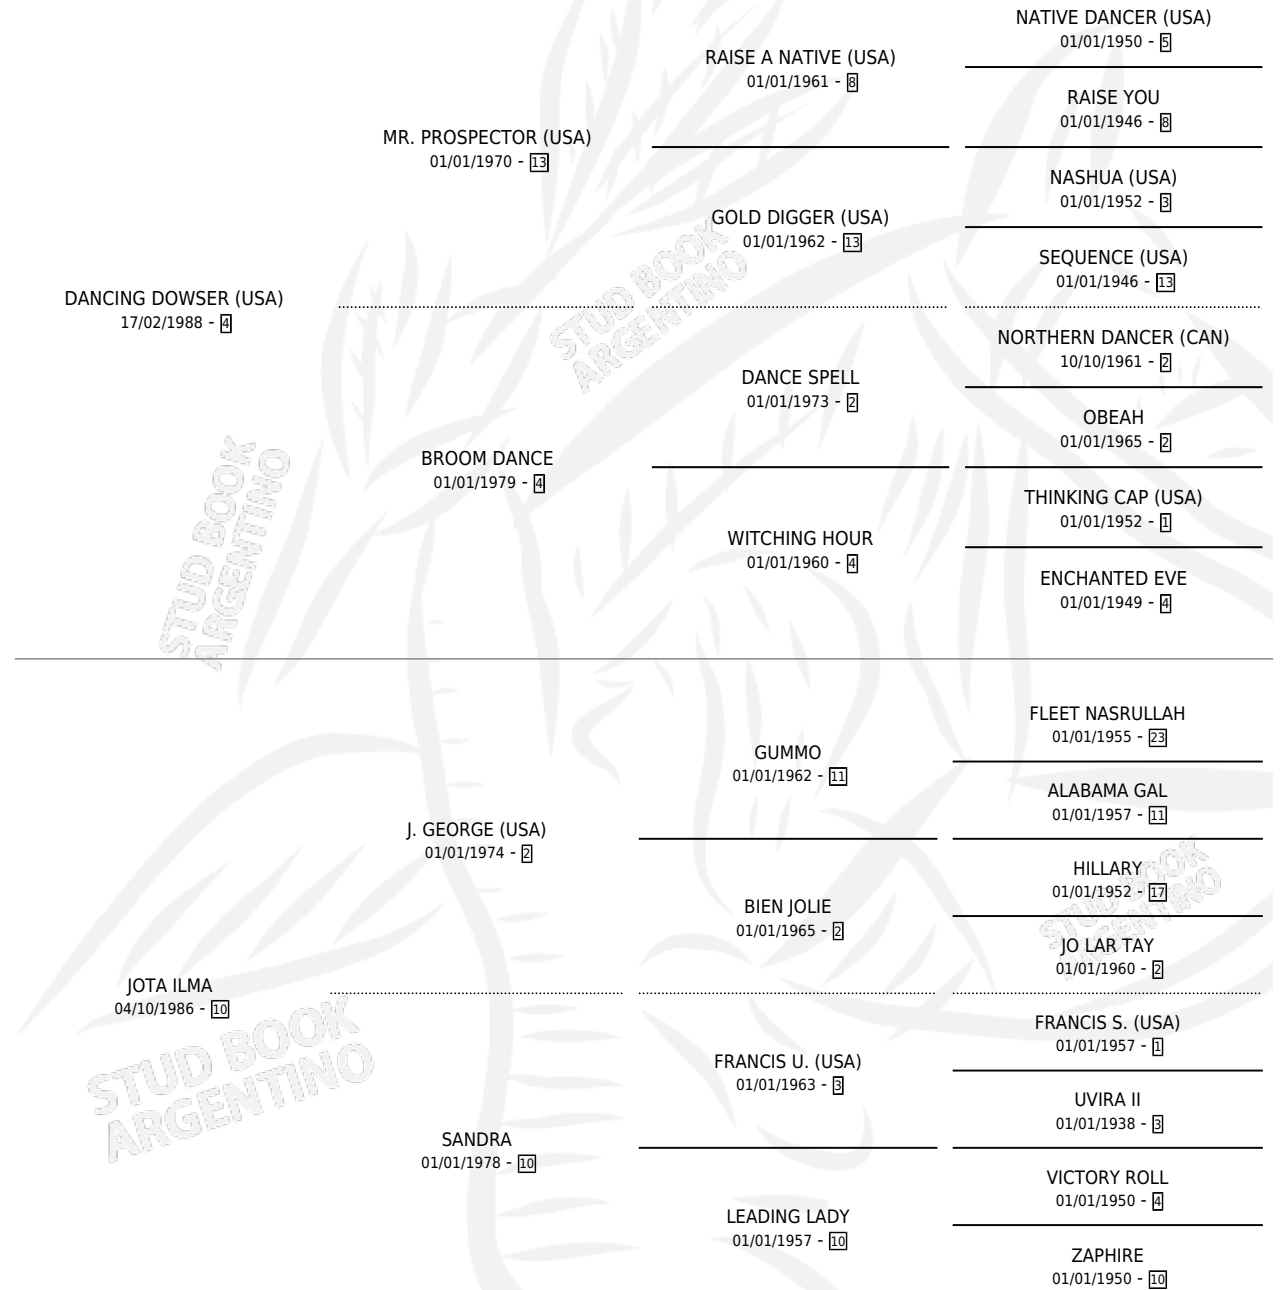 NATIVE DANCER (USA)
01/01/1950 - 5
RAISE A NATIVE (USA)
01/01/1961 - 8
RAISE YOU
01/01/1946 - 8
MR. PROSPECTOR (USA)
01/01/1970 - 13
NASHUA (USA)
01/01/1952 - 3
GOLD DIGGER (USA)
01/01/1962 - 13
SEQUENCE (USA)
01/01/1946 - 13
DANCING DOWSER (USA)
17/02/1988 - 4
NORTHERN DANCER (CAN)
10/10/1961 - 2
DANCE SPELL
01/01/1973 - 2
OBEAH
01/01/1965 - 2
BROOM DANCE
01/01/1979 - 4
THINKING CAP (USA)
01/01/1952 - 1
WITCHING HOUR
01/01/1960 - 4
ENCHANTED EVE
01/01/1949 - 4
FLEET NASRULLAH
01/01/1955 - 23
GUMMO
01/01/1962 - 11
ALABAMA GAL
01/01/1957 - 11
J. GEORGE (USA)
01/01/1974 - 2
HILLARY
01/01/1952 - 17
BIEN JOLIE
01/01/1965 - 2
JO LAR TAY
01/01/1960 - 2
JOTA ILMA
04/10/1986 - 10
FRANCIS S. (USA)
01/01/1957 - 1
FRANCIS U. (USA)
01/01/1963 - 3
UVIRA II
01/01/1938 - 3
SANDRA
01/01/1978 - 10
VICTORY ROLL
01/01/1950 - 4
LEADING LADY
01/01/1957 - 10
ZAPHIRE
01/01/1950 - 10
STUD BOOK
ARGENTINO
STUD BOOK
ARGENTINO
STUD BOOK
ARGENTINO
STUD BOOK
ARGENTINO